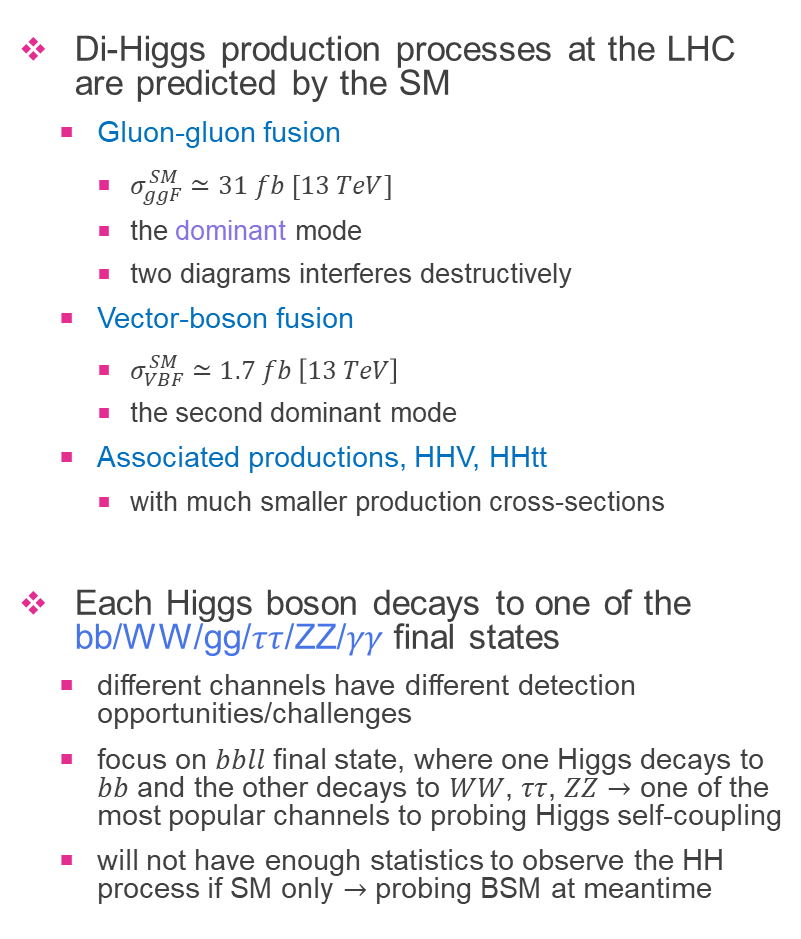 ❖ Di-Higgs production processes at the LHC
are predicted by the SM
▪ Gluon-gluon fusion
▪ $\sigma_{ggF}^{SM} \simeq 31\ fb\ [13\ TeV]$
▪ the dominant mode
▪ two diagrams interferes destructively
▪ Vector-boson fusion
▪ $\sigma_{VBF}^{SM} \simeq 1.7\ fb\ [13\ TeV]$
▪ the second dominant mode
▪ Associated productions, HHV, HHtt
▪ with much smaller production cross-sections
❖ Each Higgs boson decays to one of the
bb/WW/gg/ττ/ZZ/γγ final states
▪ different channels have different detection
opportunities/challenges
▪ focus on bbll final state, where one Higgs decays to
bb and the other decays to WW, ττ, ZZ → one of the
most popular channels to probing Higgs self-coupling
▪ will not have enough statistics to observe the HH
process if SM only → probing BSM at meantime